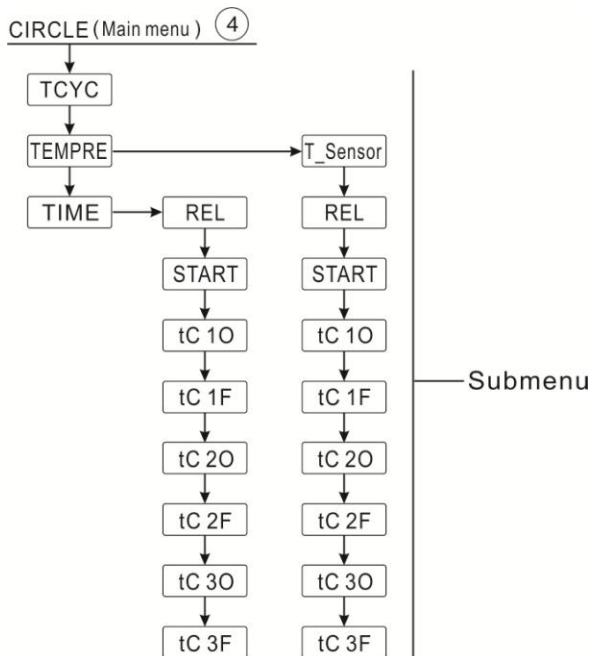 CIRCLE (Main menu) 4
TCYC
TEMPRE T_Sensor
TIME REL REL
START START
tC 1O tC 1O
tC 1F tC 1F
Submenu
tC 2O tC 2O
tC 2F tC 2F
tC 3O tC 3O
tC 3F tC 3F